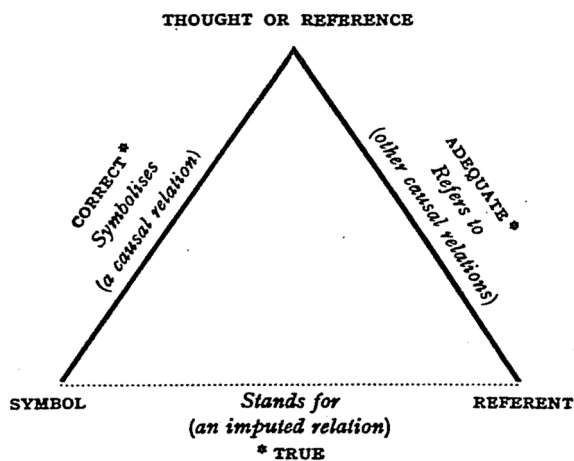 THOUGHT OR REFERENCE
CORRECT*
Symbolises
(a causal relation)
ADEQUATE*
Refers to
(other causal relations)
SYMBOL
Stands for
REFERENT
(an imputed relation)
* TRUE